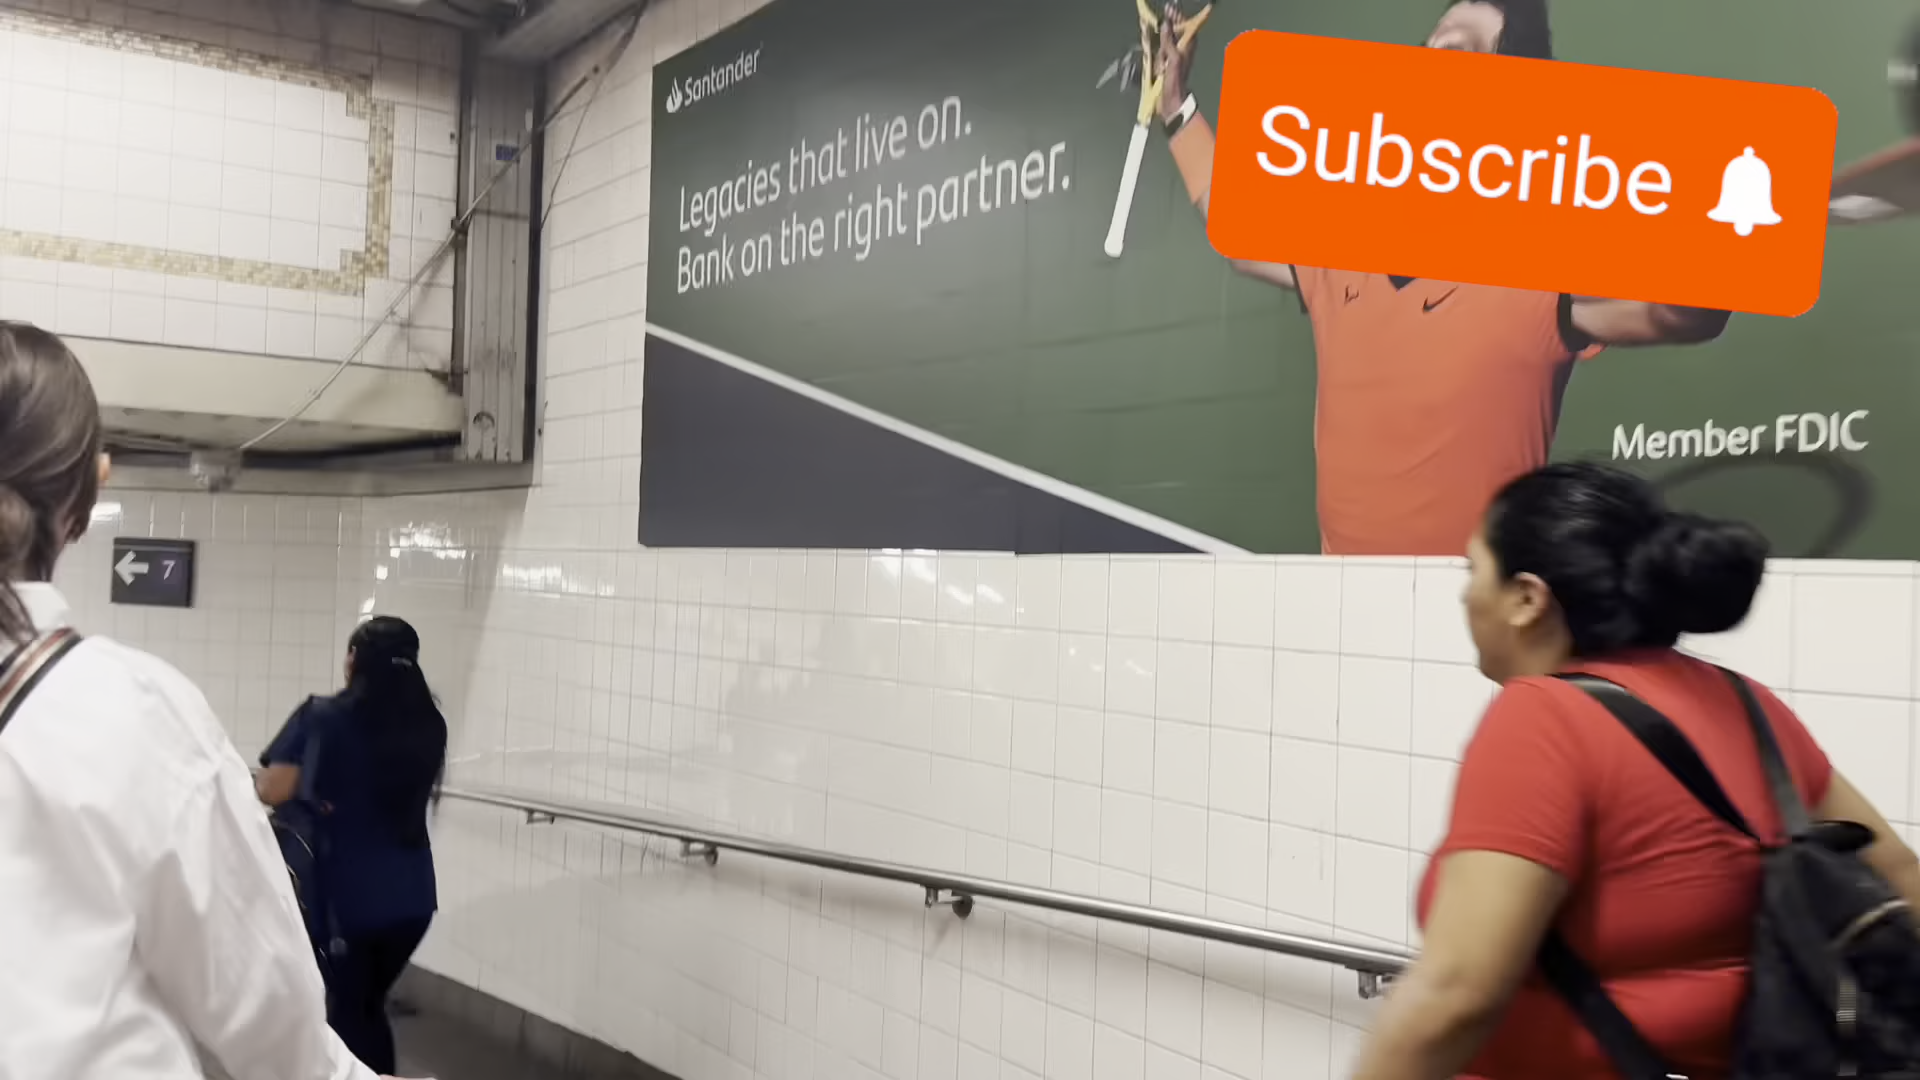 Santander
Legacies that live on.
Bank on the right partner.
Subscribe
Member FDIC
7